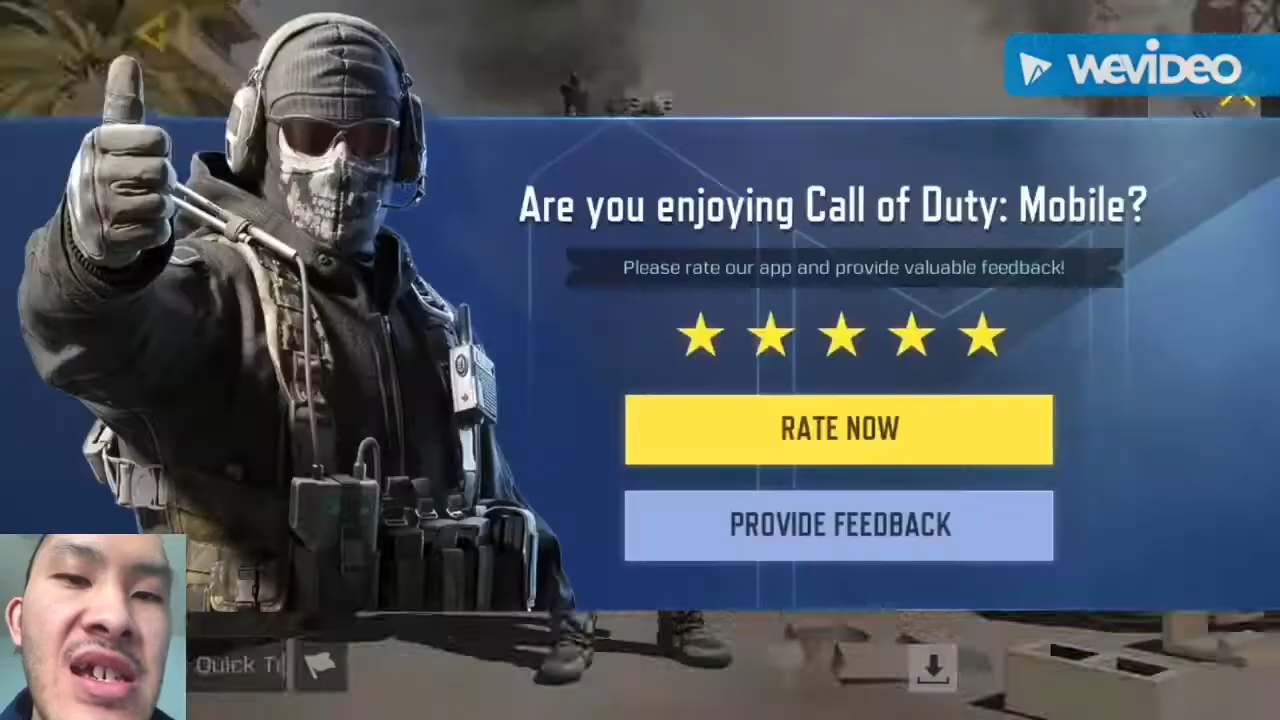 WEVIDEO
Are you enjoying Call of Duty: Mobile?
Please rate our app and provide valuable feedback!
RATE NOW
PROVIDE FEEDBACK
Quick